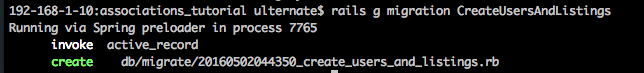 192-168-1-10:associations_tutorial ulternate$ rails g migration CreateUsersAndListings
Running via Spring preloader in process 7765
invoke active_record
create db/migrate/20160502044350_create_users_and_listings.rb